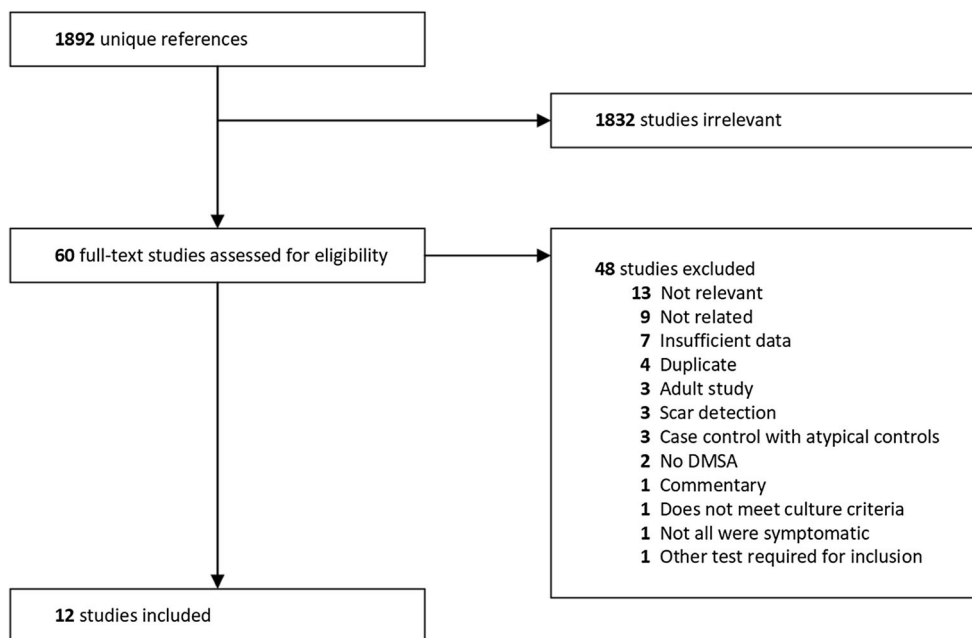 1892 unique references
1832 studies irrelevant
60 full-text studies assessed for eligibility
48 studies excluded
13 Not relevant
9 Not related
7 Insufficient data
4 Duplicate
3 Adult study
3 Scar detection
3 Case control with atypical controls
2 No DMSA
1 Commentary
1 Does not meet culture criteria
1 Not all were symptomatic
1 Other test required for inclusion
12 studies included